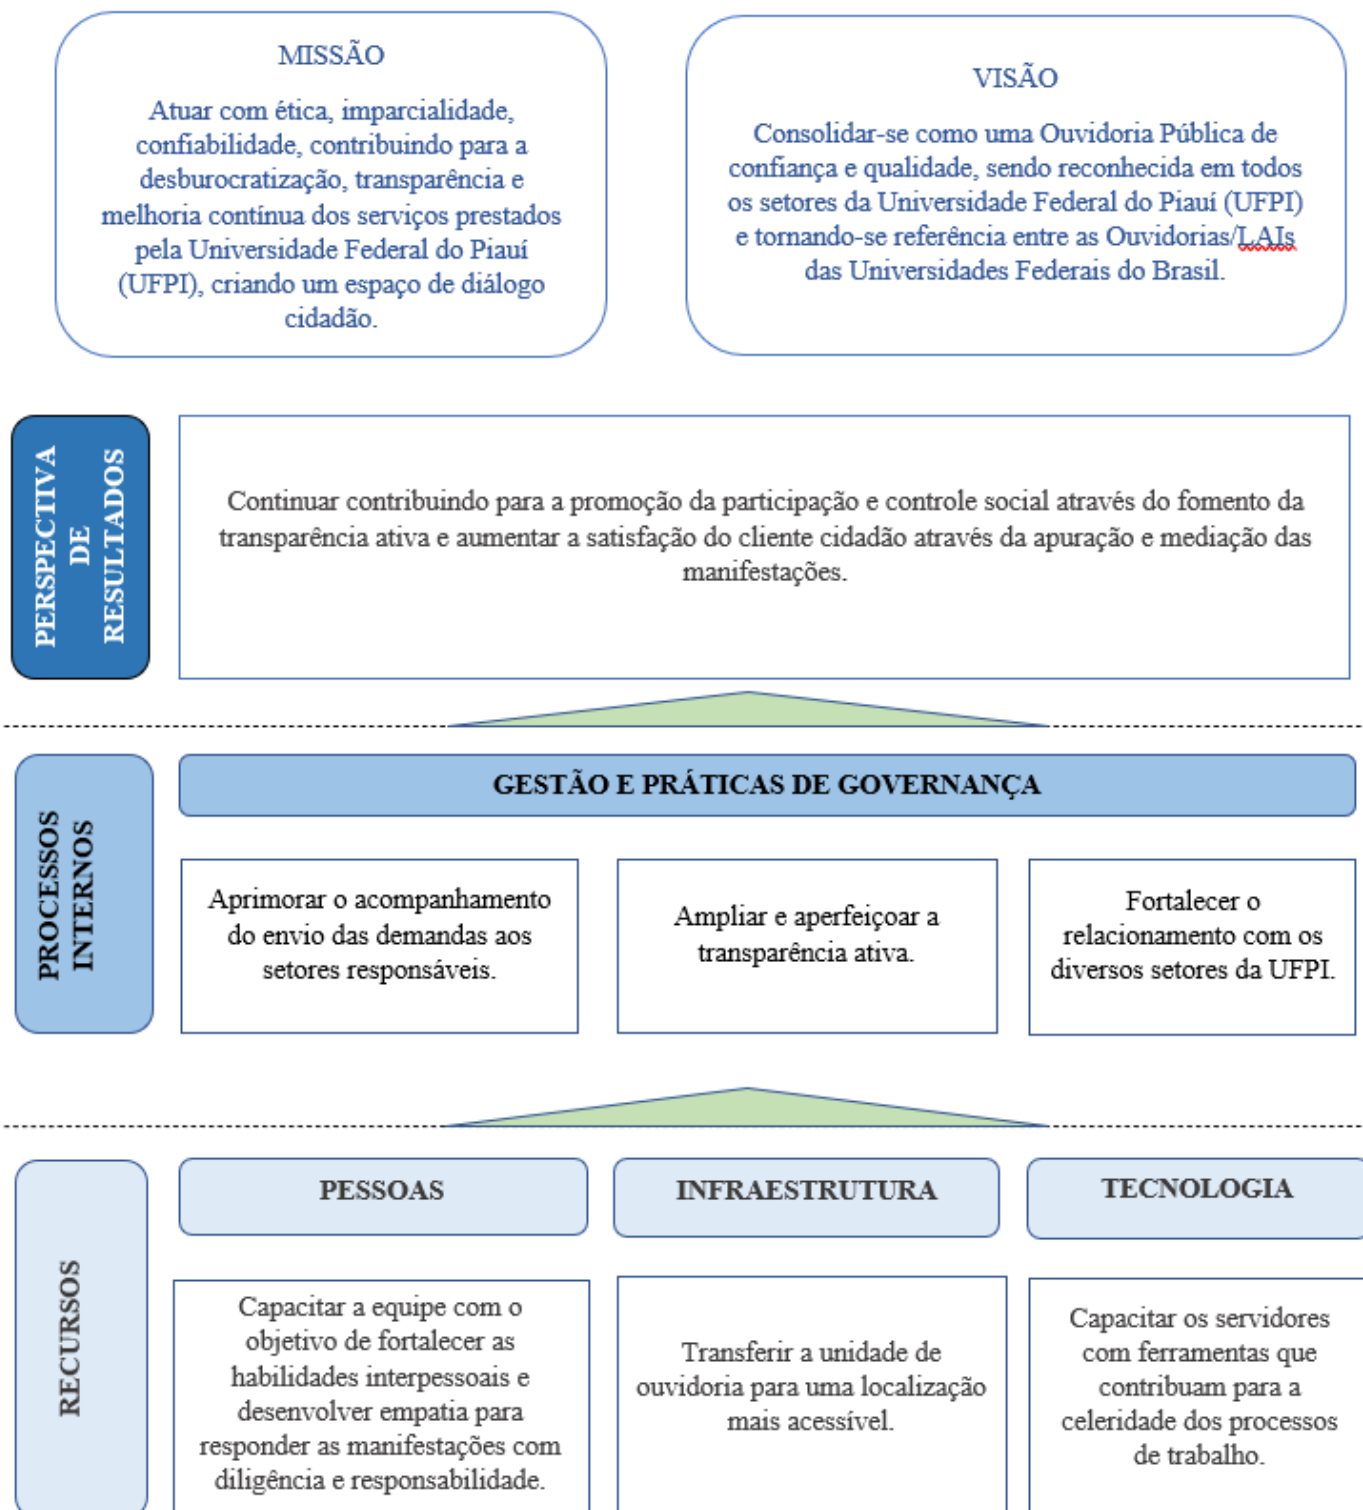 MISSÃO
Atuar com ética, imparcialidade,
confiabilidade, contribuindo para a
desburocratização, transparência e
melhoria contínua dos serviços prestados
pela Universidade Federal do Piauí
(UFPI), criando um espaço de diálogo
cidadão.
VISÃO
Consolidar-se como uma Ouvidoria Pública de
confiança e qualidade, sendo reconhecida em todos
os setores da Universidade Federal do Piauí (UFPI)
e tornando-se referência entre as Ouvidorias/LAIs
das Universidades Federais do Brasil.
PERSPECTIVA
DE
RESULTADOS
Continuar contribuindo para a promoção da participação e controle social através do fomento da
transparência ativa e aumentar a satisfação do cliente cidadão através da apuração e mediação das
manifestações.
PROCESSOS
INTERNOS
GESTÃO E PRÁTICAS DE GOVERNANÇA
Aprimorar o acompanhamento
do envio das demandas aos
setores responsáveis.
Ampliar e aperfeiçoar a
transparência ativa.
Fortalecer o
relacionamento com os
diversos setores da UFPI.
RECURSOS
PESSOAS
Capacitar a equipe com o
objetivo de fortalecer as
habilidades interpessoais e
desenvolver empatia para
responder as manifestações com
diligência e responsabilidade.
INFRAESTRUTURA
Transferir a unidade de
ouvidoria para uma localização
mais acessível.
TECNOLOGIA
Capacitar os servidores
com ferramentas que
contribuam para a
celeridade dos processos
de trabalho.